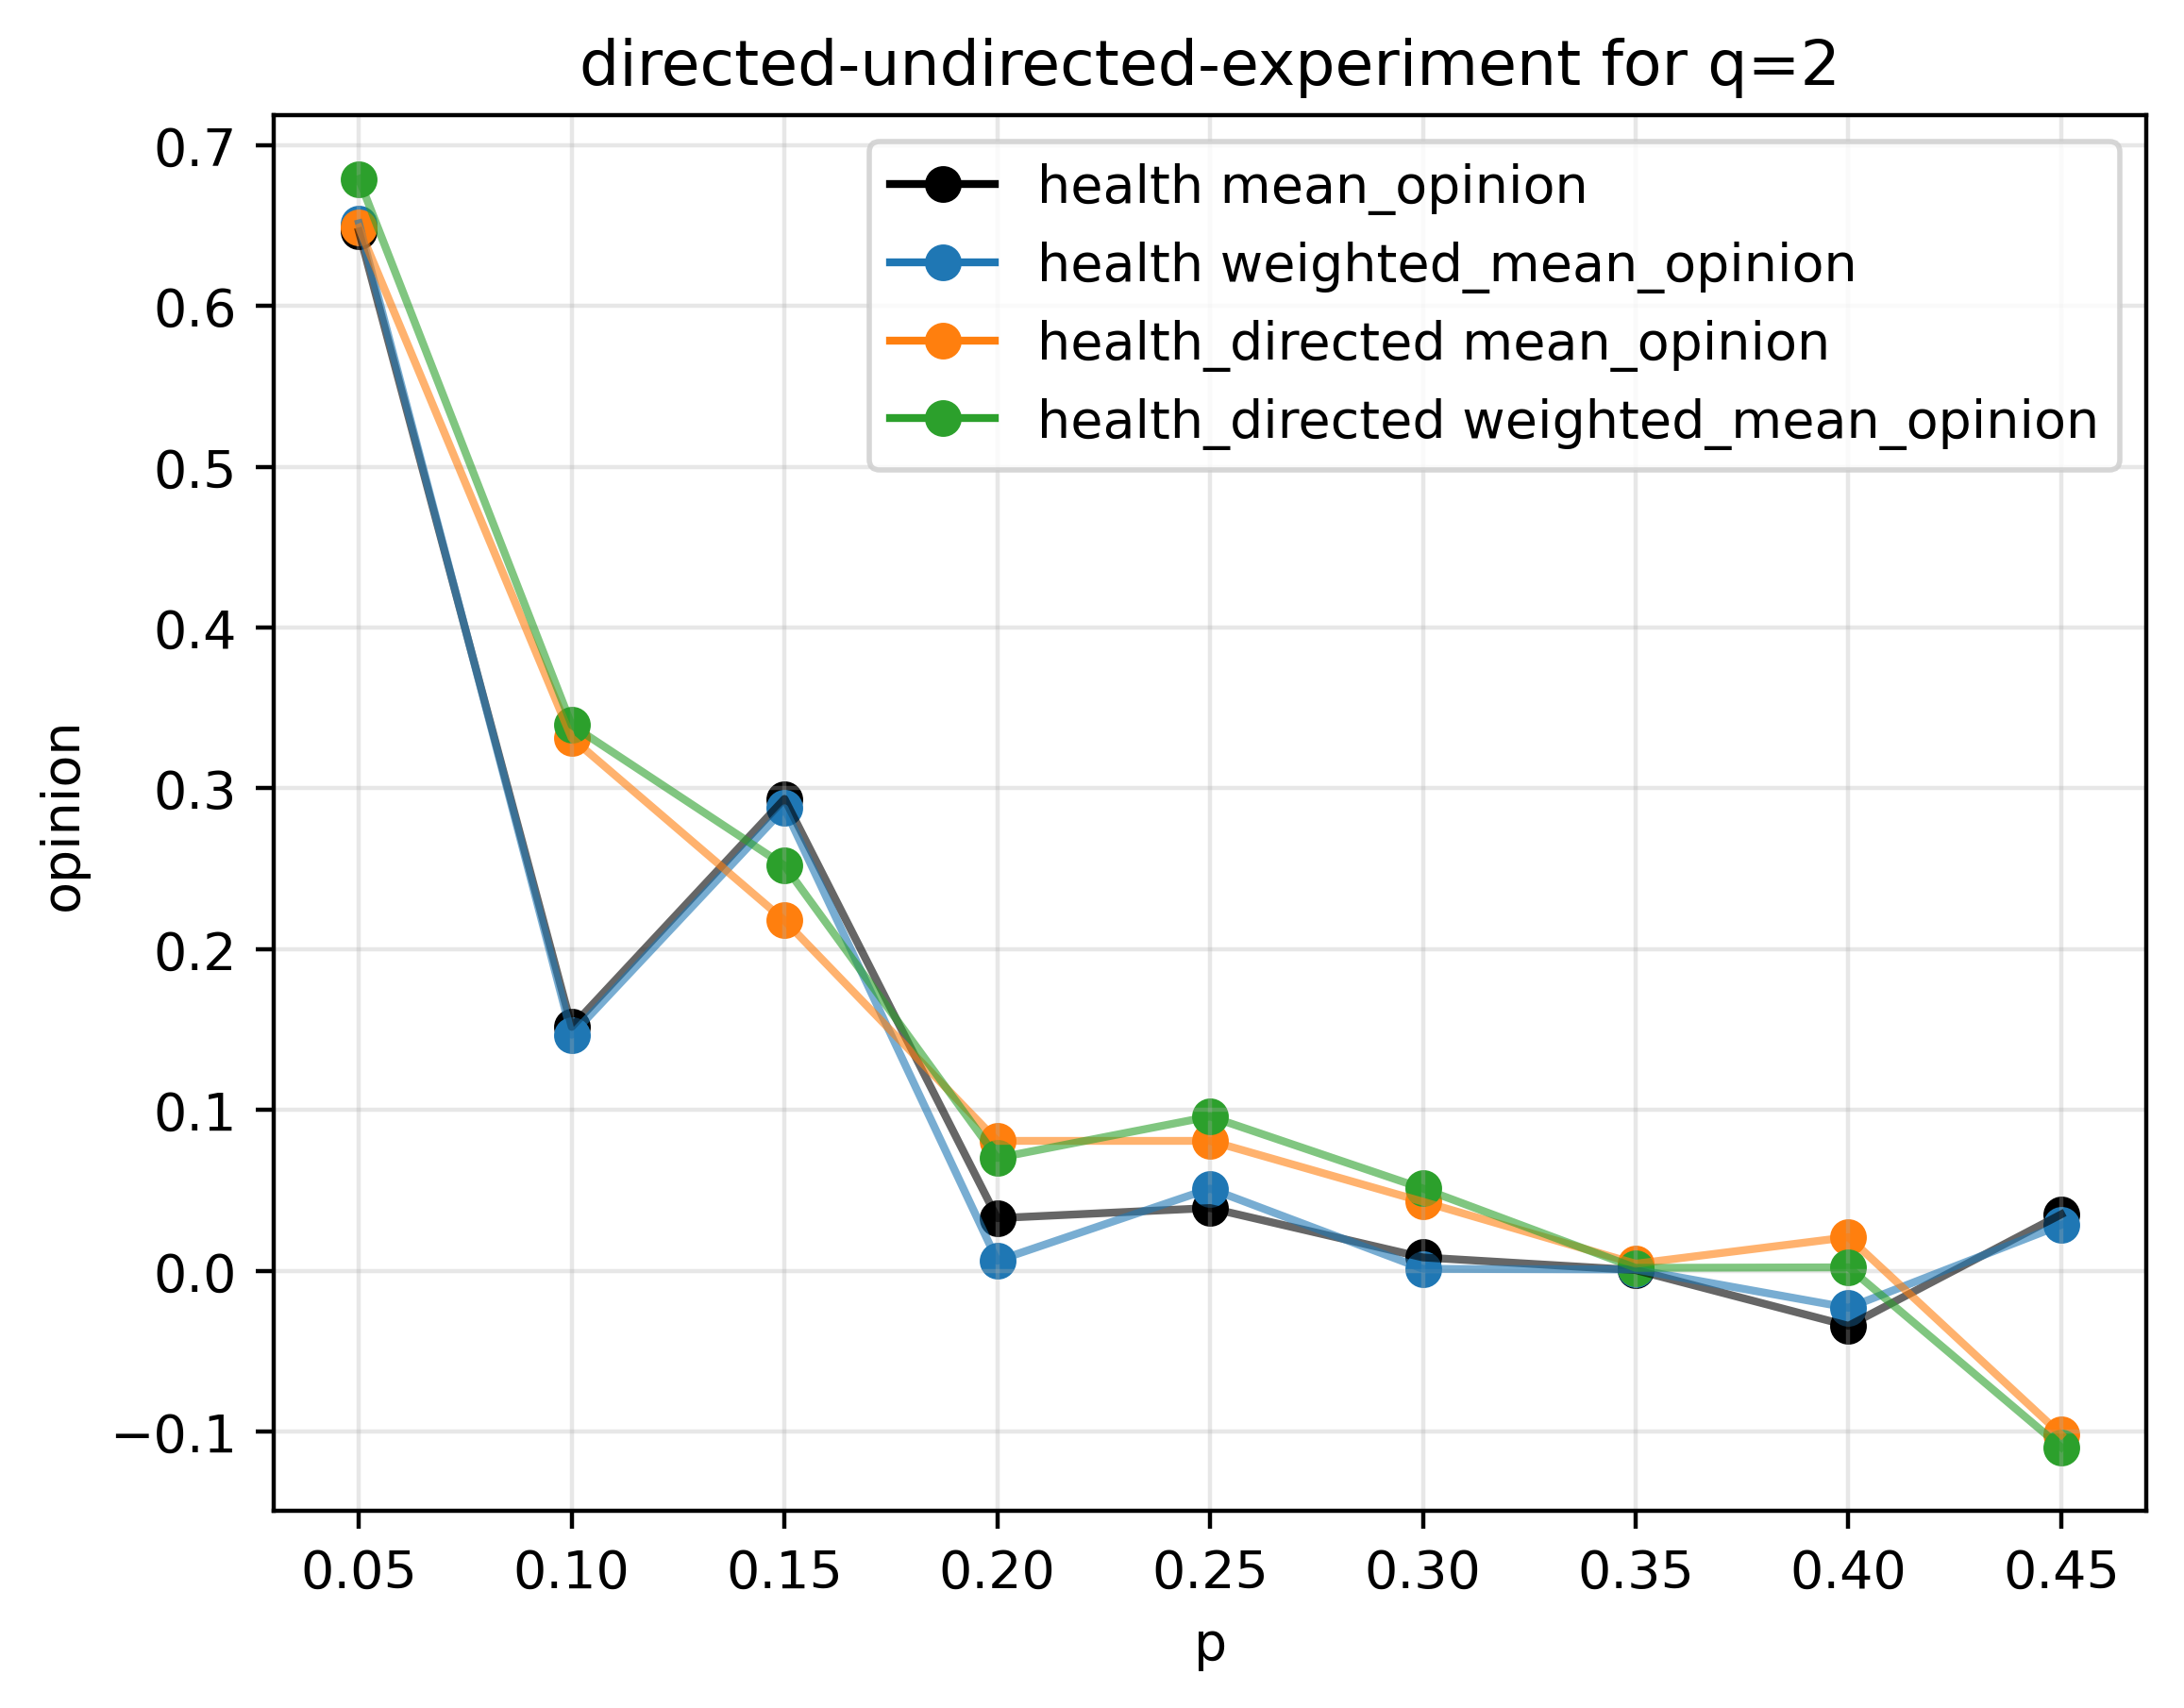 directed-undirected-experiment for q=2
health mean_opinion
health weighted_mean_opinion
health_directed mean_opinion
health_directed weighted_mean_opinion
opinion
0.7
0.6
0.5
0.4
0.3
0.2
0.1
0.0
−0.1
0.05 0.10 0.15 0.20 0.25 0.30 0.35 0.40 0.45
p